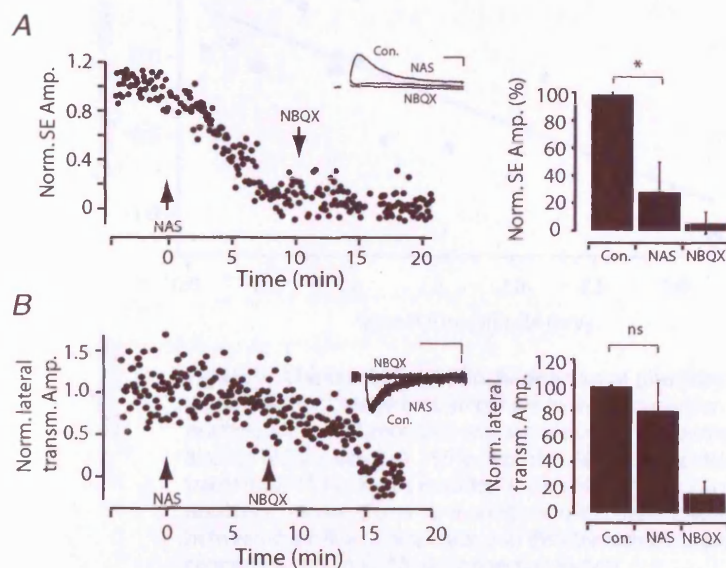 A
Norm. SE Amp.
1.2
0.8
0.4
0
NAS
NBQX
Con.
NAS
NBQX
0 5 10 15 20
Time (min)
Norm. SE Amp. (%)
*
100
80
60
40
20
0
Con. NAS NBQX
B
Norm. lateral
transm. Amp.
1.5
1.0
0.5
0
NAS
NBQX
NBQX
NAS
Con.
0 5 10 15 20
Time (min)
Norm. lateral
transm. Amp.
ns
120
100
80
60
40
20
0
Con. NAS NBQX